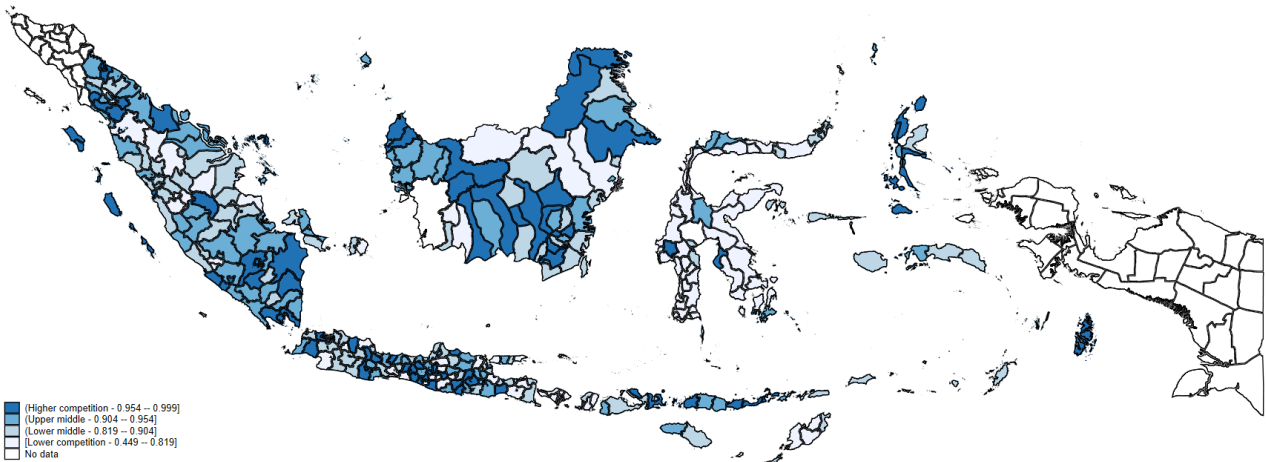 (Higher competition - 0.954 -- 0.999]
(Upper middle - 0.904 -- 0.954]
(Lower middle - 0.819 -- 0.904]
[Lower competition - 0.449 -- 0.819]
No data